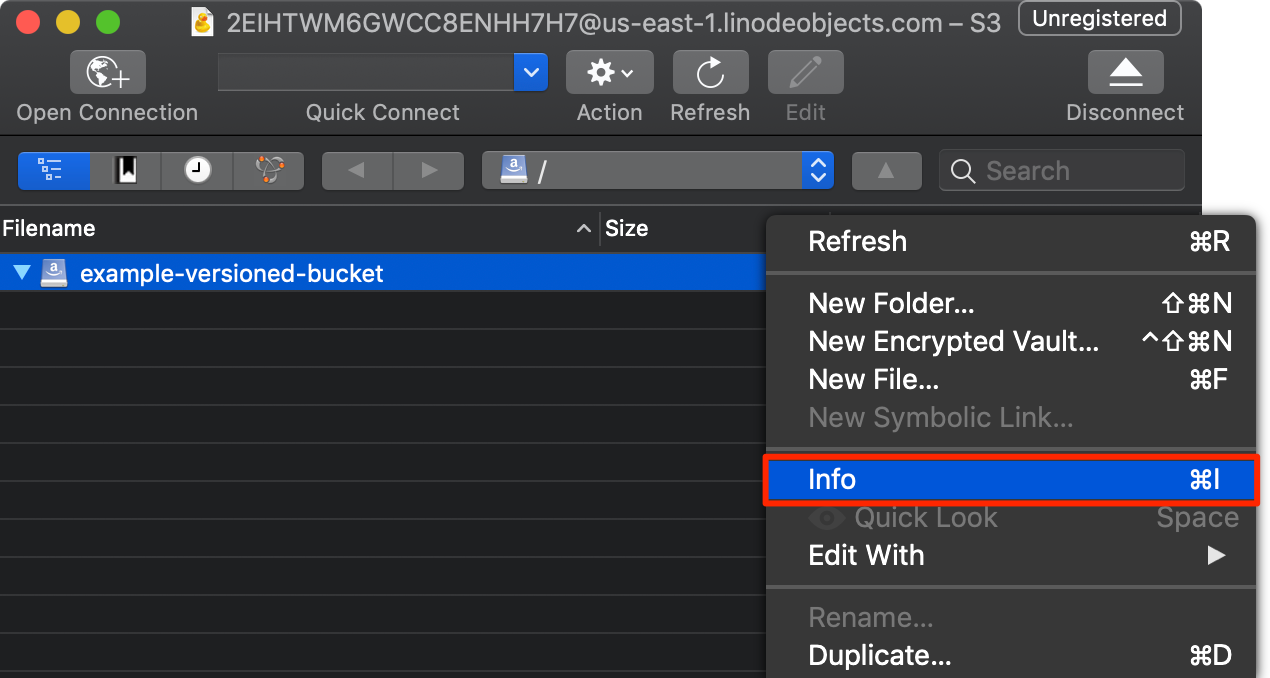 2EIHTWM6GWCC8ENHH7H7@us-east-1.linodeobjects.com – S3
Unregistered
Open Connection
Quick Connect
Action
Refresh
Edit
Disconnect
a
/
Search
Filename
Size
a
example-versioned-bucket
Refresh ⌘R
New Folder... ⇧⌘N
New Encrypted Vault... ^⇧⌘N
New File... ⌘F
New Symbolic Link...
Info ⌘I
Quick Look Space
Edit With
Rename...
Duplicate... ⌘D